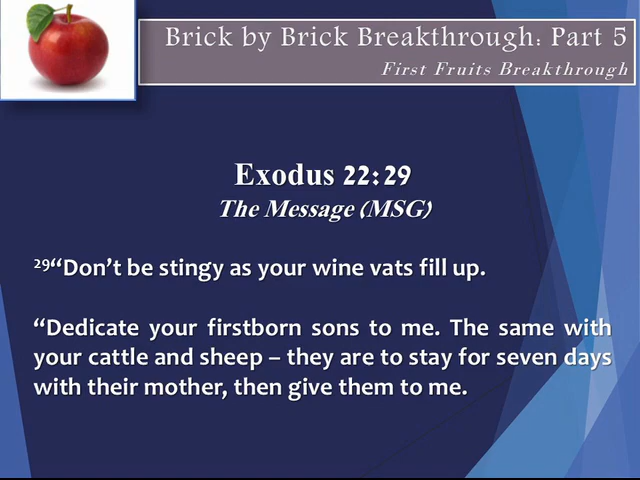 Brick by Brick Breakthrough: Part 5
First Fruits Breakthrough
Exodus 22:29
The Message (MSG)
29“Don’t be stingy as your wine vats fill up.
“Dedicate your firstborn sons to me. The same with
your cattle and sheep – they are to stay for seven days
with their mother, then give them to me.